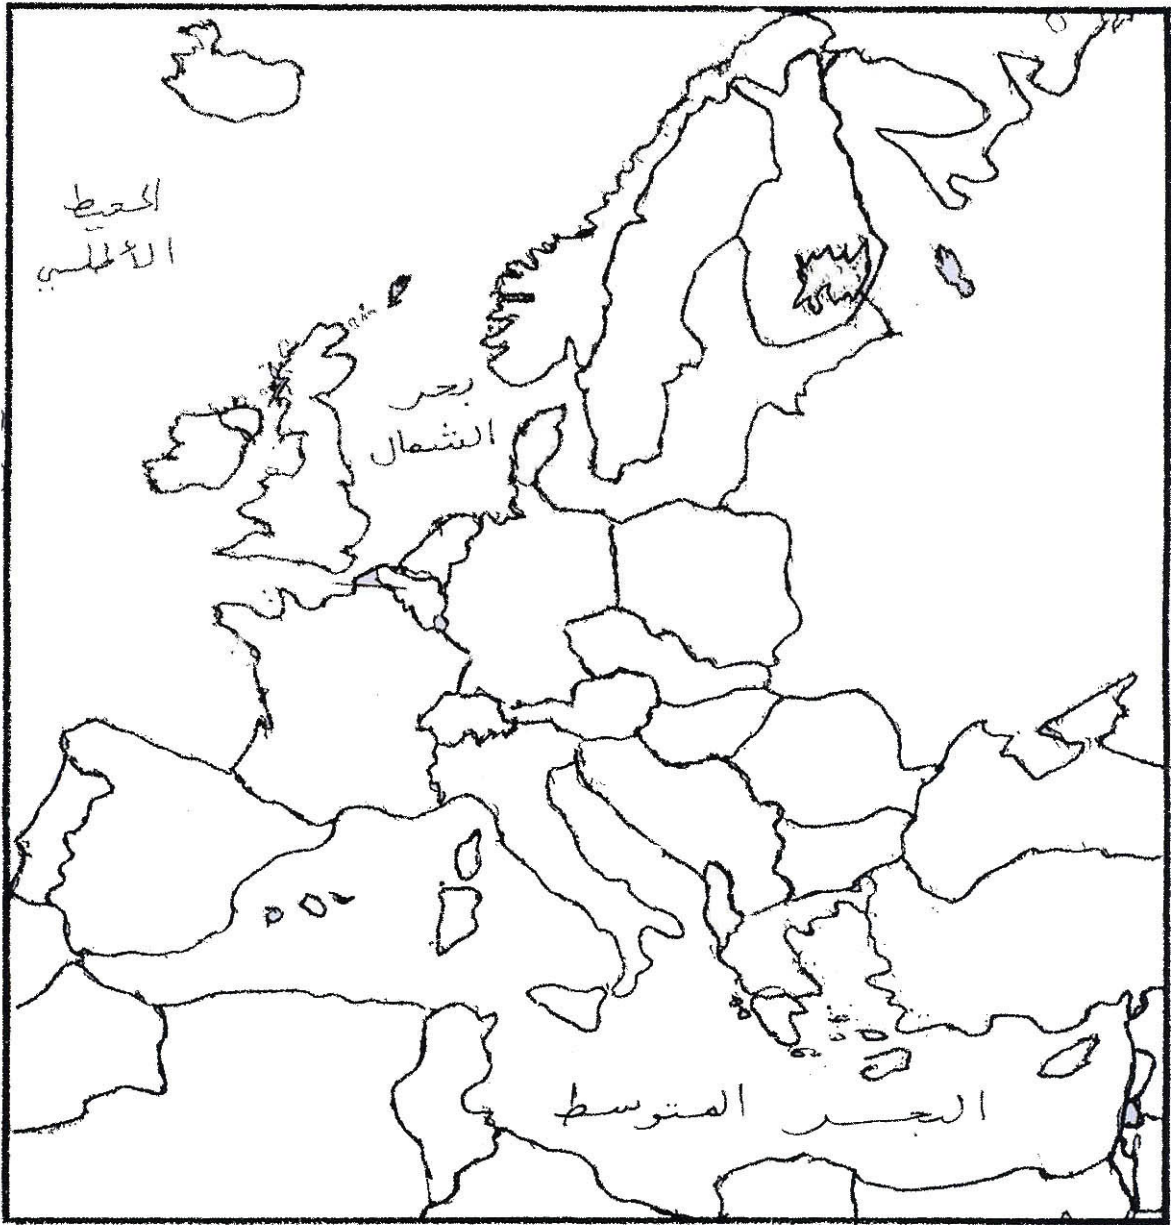 المحيط
الأطلسي
بحر
الشمال
البحر المتوسط